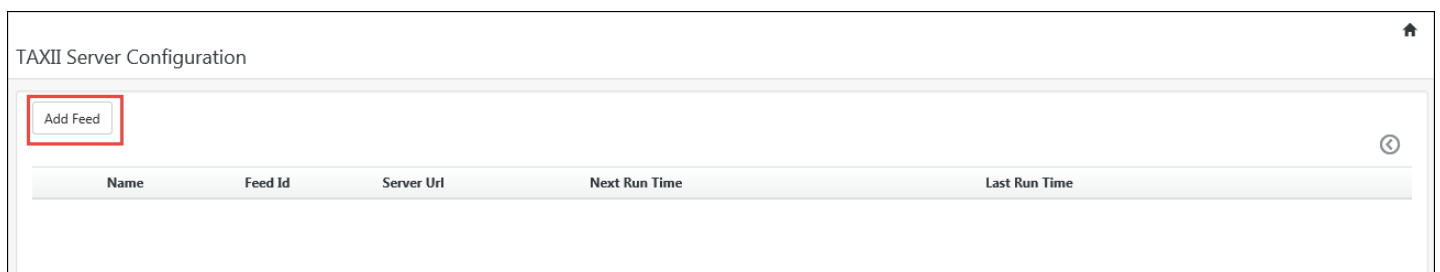 TAXII Server Configuration
Add Feed
Name Feed Id Server Url Next Run Time Last Run Time